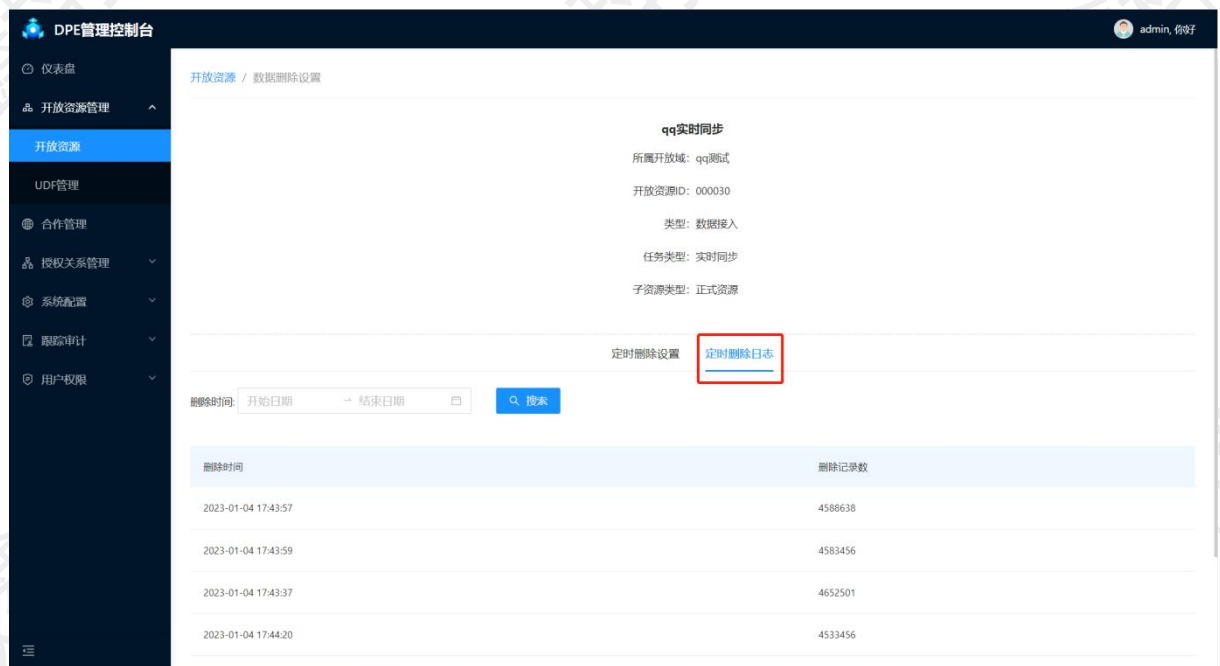 DPE管理控制台
admin, 你好
仪表盘
开放资源管理
开放资源
UDF管理
合作管理
授权关系管理
系统配置
跟踪审计
用户权限
开放资源 / 数据删除设置
qq实时同步
所属开放域: qq测试
开放资源ID: 000030
类型: 数据接入
任务类型: 实时同步
子资源类型: 正式资源
定时删除设置 定时删除日志
删除时间: 开始日期 → 结束日期 搜索
删除时间 删除记录数
2023-01-04 17:43:57 4588638
2023-01-04 17:43:59 4583456
2023-01-04 17:43:37 4652501
2023-01-04 17:44:20 4533456